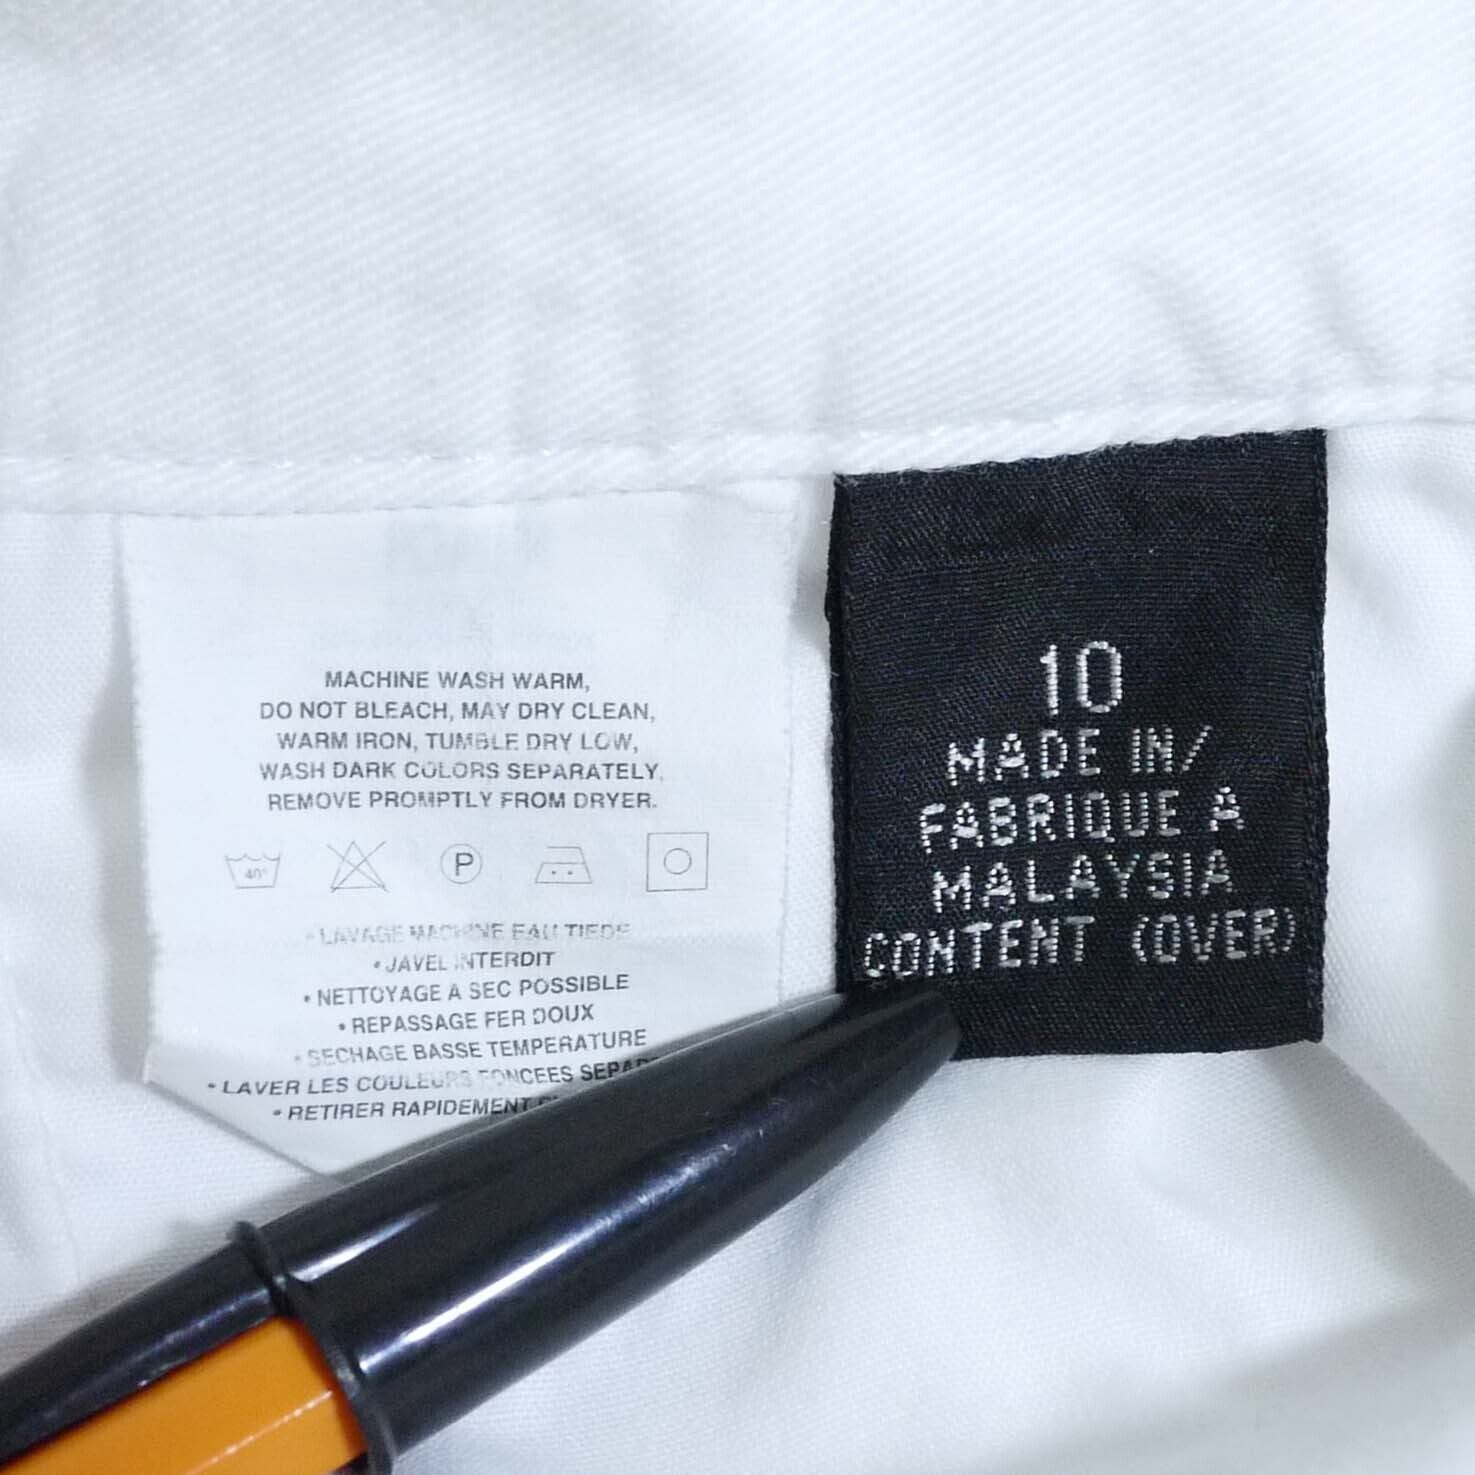 MACHINE WASH WARM,
DO NOT BLEACH, MAY DRY CLEAN,
WARM IRON, TUMBLE DRY LOW,
WASH DARK COLORS SEPARATELY,
REMOVE PROMPTLY FROM DRYER.
40° P
• LAVAGE MACHINE EAU TIEDE
• JAVEL INTERDIT
• NETTOYAGE A SEC POSSIBLE
• REPASSAGE FER DOUX
• SECHAGE BASSE TEMPERATURE
• LAVER LES COULEURS FONCEES
• RETIRER RAPIDEMENT
10
MADE IN/
FABRIQUE A
MALAYSIA
CONTENT (OVER)